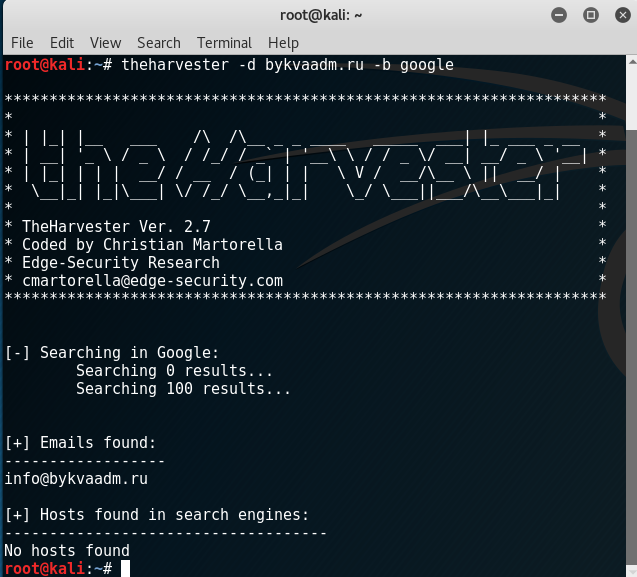 root@kali: ~
File Edit View Search Terminal Help
root@kali:~# theharvester -d bykvaadm.ru -b google
*******************************************************************
* *
* | |_| |__ ___ /\ /\__ _ _ ____ _____ ___| |_ ___ _ __ *
* | __| '_ \ / _ \ / /_/ / _` | '__\ \ / / _ \/ __| __/ _ \ '__| *
* | |_| | | | __/ / __ / (_| | | \ V / __/\__ \ || __/ | *
* \__|_| |_|\___| \/ /_/ \__,_|_| \_/ \___||___/\__\___|_| *
* *
* TheHarvester Ver. 2.7 *
* Coded by Christian Martorella *
* Edge-Security Research *
* cmartorella@edge-security.com *
*******************************************************************
[-] Searching in Google:
Searching 0 results...
Searching 100 results...
[+] Emails found:
------------------
info@bykvaadm.ru
[+] Hosts found in search engines:
------------------------------------
No hosts found
root@kali:~#